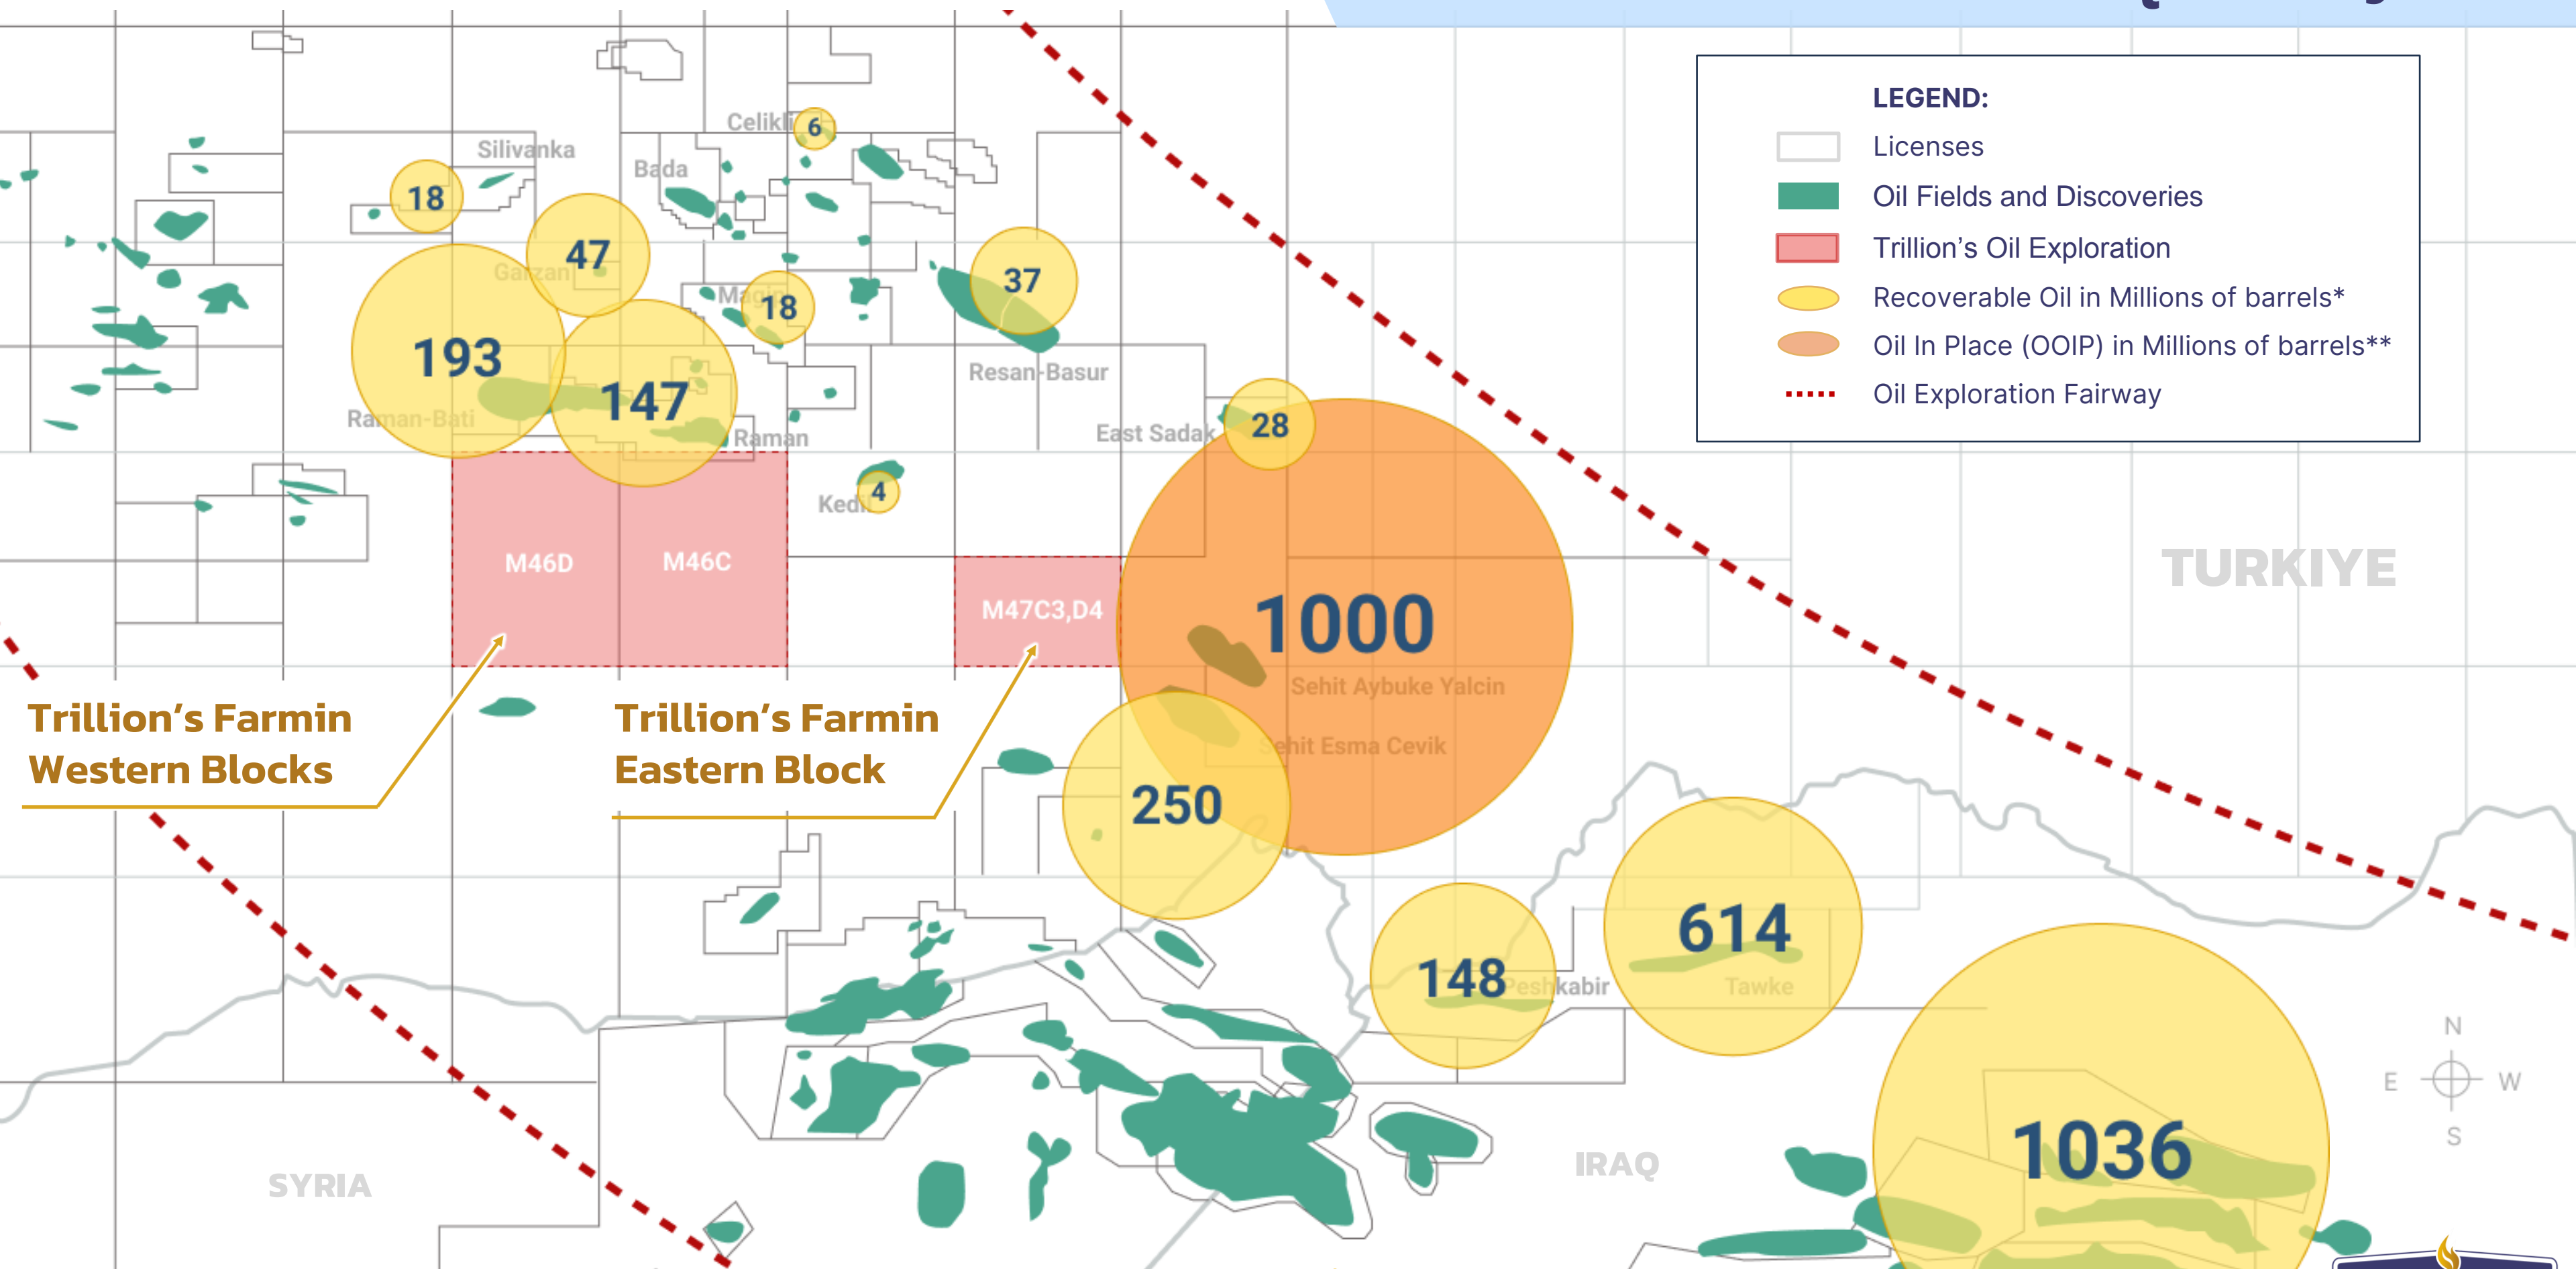 LEGEND:
Licenses
Oil Fields and Discoveries
Trillion's Oil Exploration
Recoverable Oil in Millions of barrels*
Oil In Place (OOIP) in Millions of barrels**
Oil Exploration Fairway
Celikli
6
Silivanka
Bada
18
47
Garzan
37
Magip
18
193
147
Resan-Basur
Raman-Bati
Raman
East Sadak
28
4
M46D
M46C
TURKIYE
M47C3,D4
1000
Sehit Aybuke Yalcin
Trillion's Farmin
Western Blocks
Trillion's Farmin
Eastern Block
Sehit Esma Cevik
250
614
148
Peshkabir
Tawke
N
E
W
S
1036
IRAQ
SYRIA